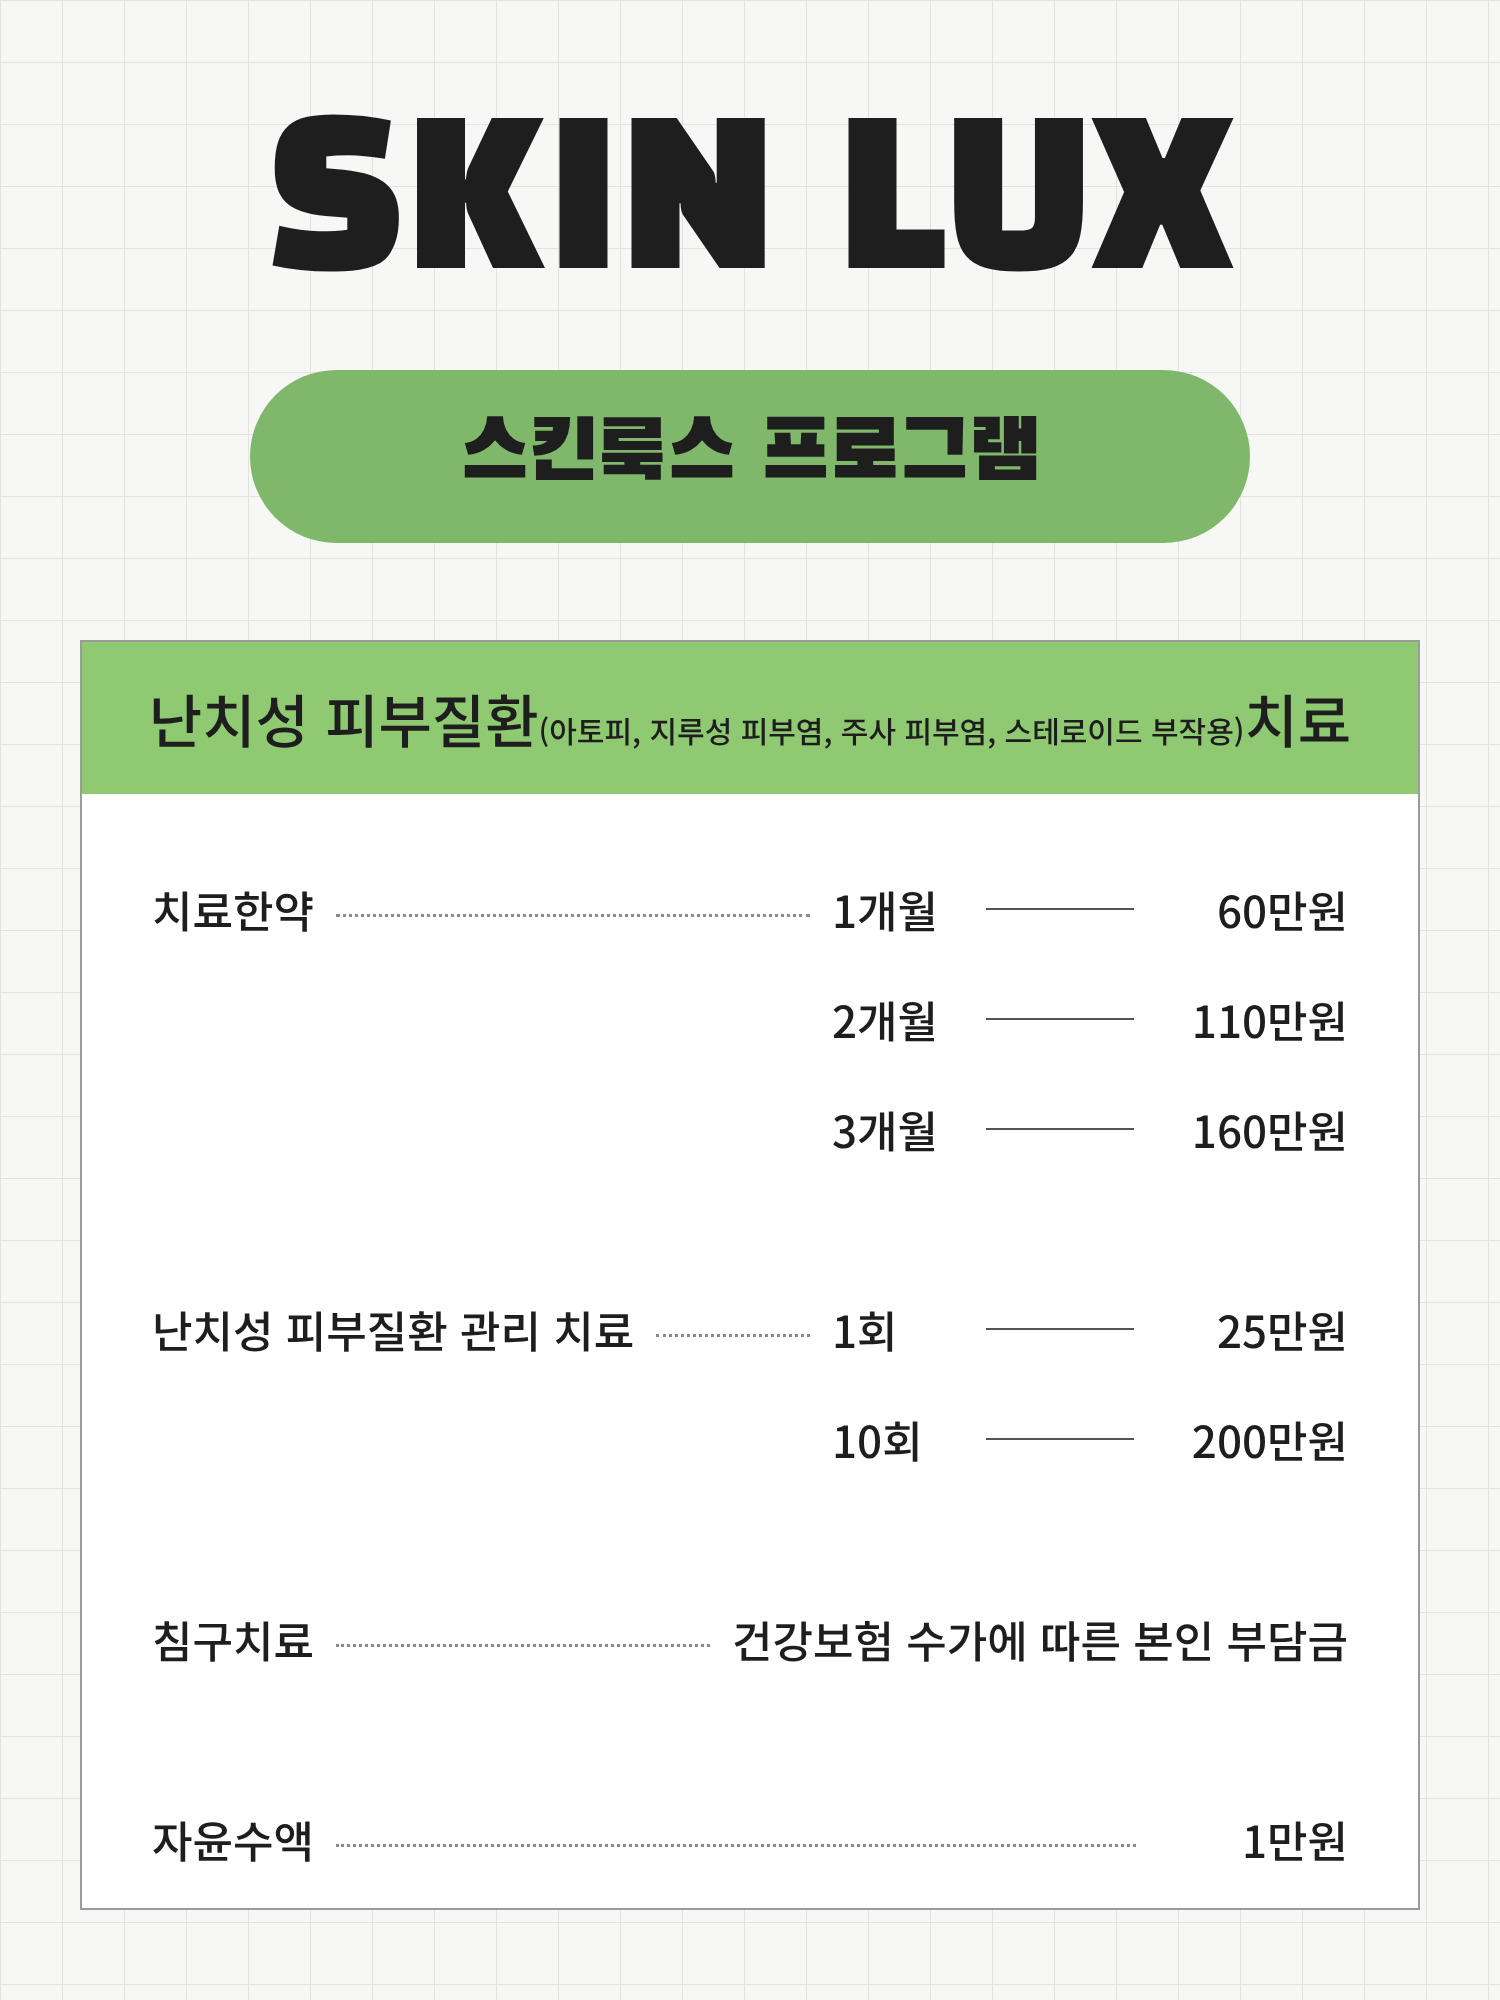 SKIN LUX
스킨룩스 프로그램
난치성 피부질환(아토피, 지루성 피부염, 주사 피부염, 스테로이드 부작용)치료
치료한약 1개월 60만원
2개월 110만원
3개월 160만원
난치성 피부질환 관리 치료 1회 25만원
10회 200만원
침구치료 건강보험 수가에 따른 본인 부담금
자윤수액 1만원